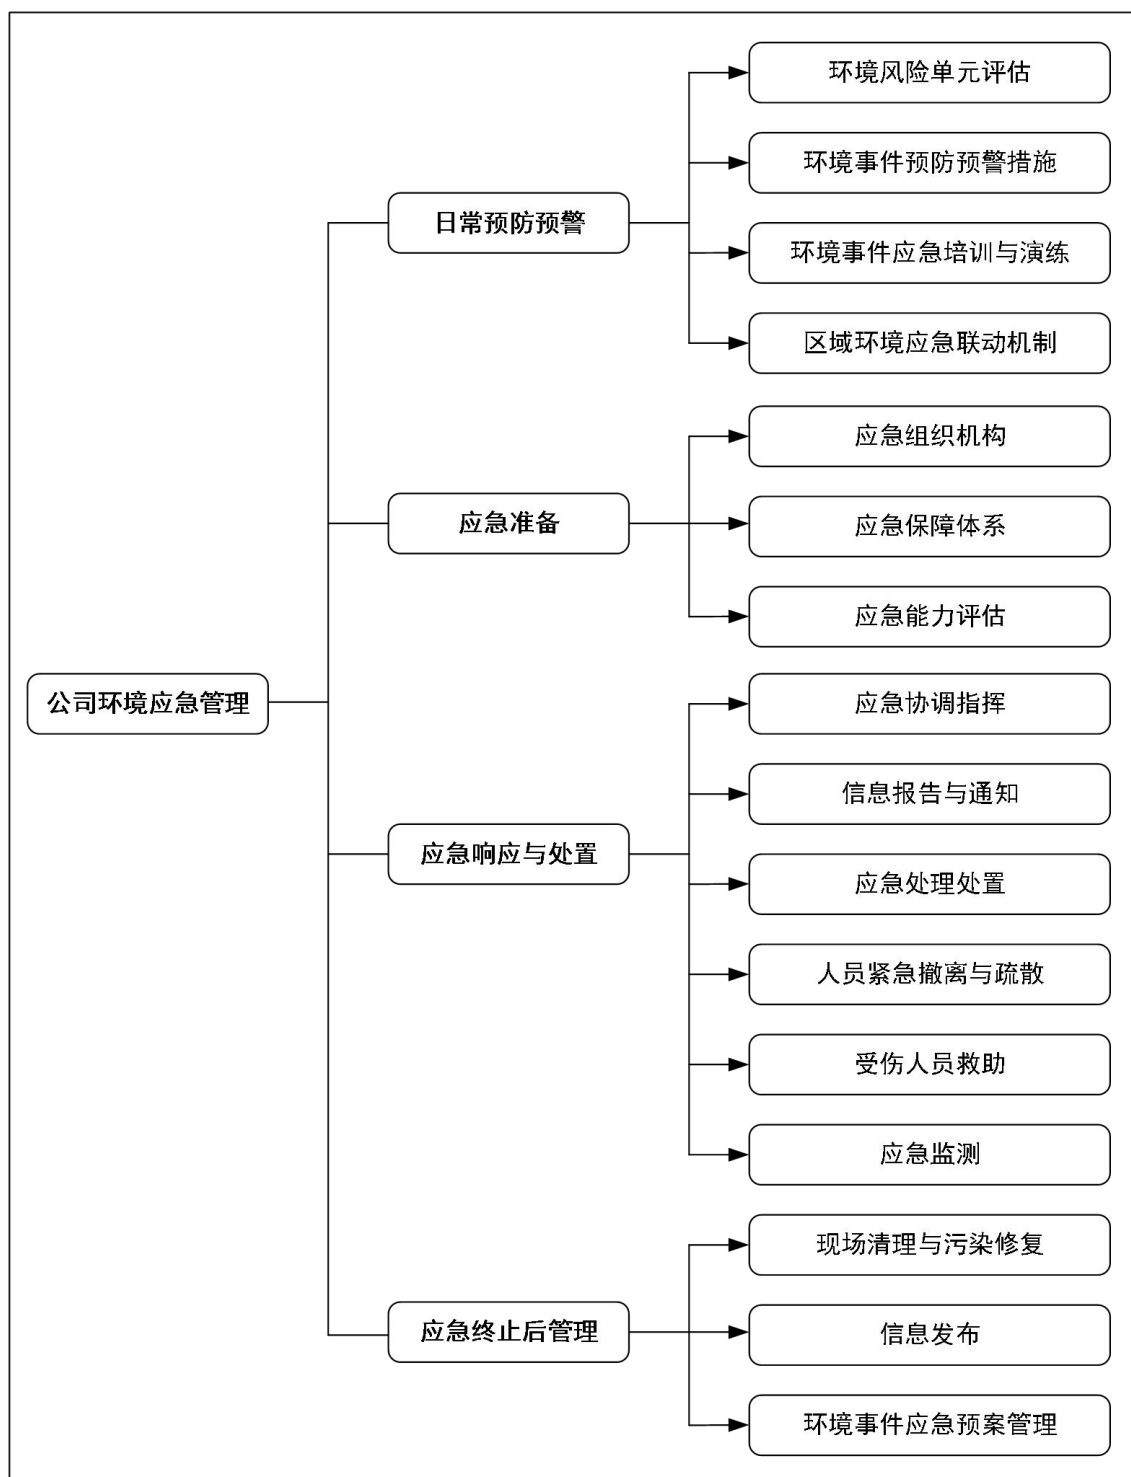 公司环境应急管理
日常预防预警
环境风险单元评估
环境事件预防预警措施
环境事件应急培训与演练
区域环境应急联动机制
应急准备
应急组织机构
应急保障体系
应急能力评估
应急响应与处置
应急协调指挥
信息报告与通知
应急处理处置
人员紧急撤离与疏散
受伤人员救助
应急监测
应急终止后管理
现场清理与污染修复
信息发布
环境事件应急预案管理